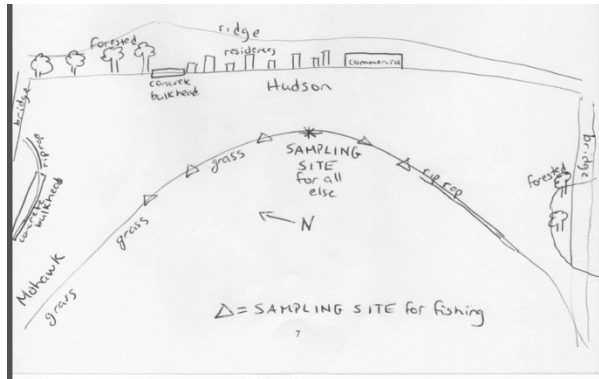 ridge
forested
residences
commercial
concrete
bulkhead
Hudson
bridge
bridge
grass
SAMPLING
SITE
for all
else
rip rap
forested
concrete
bulkhead
grass
N
Mohawk
grass
△ = SAMPLING SITE for fishing
7